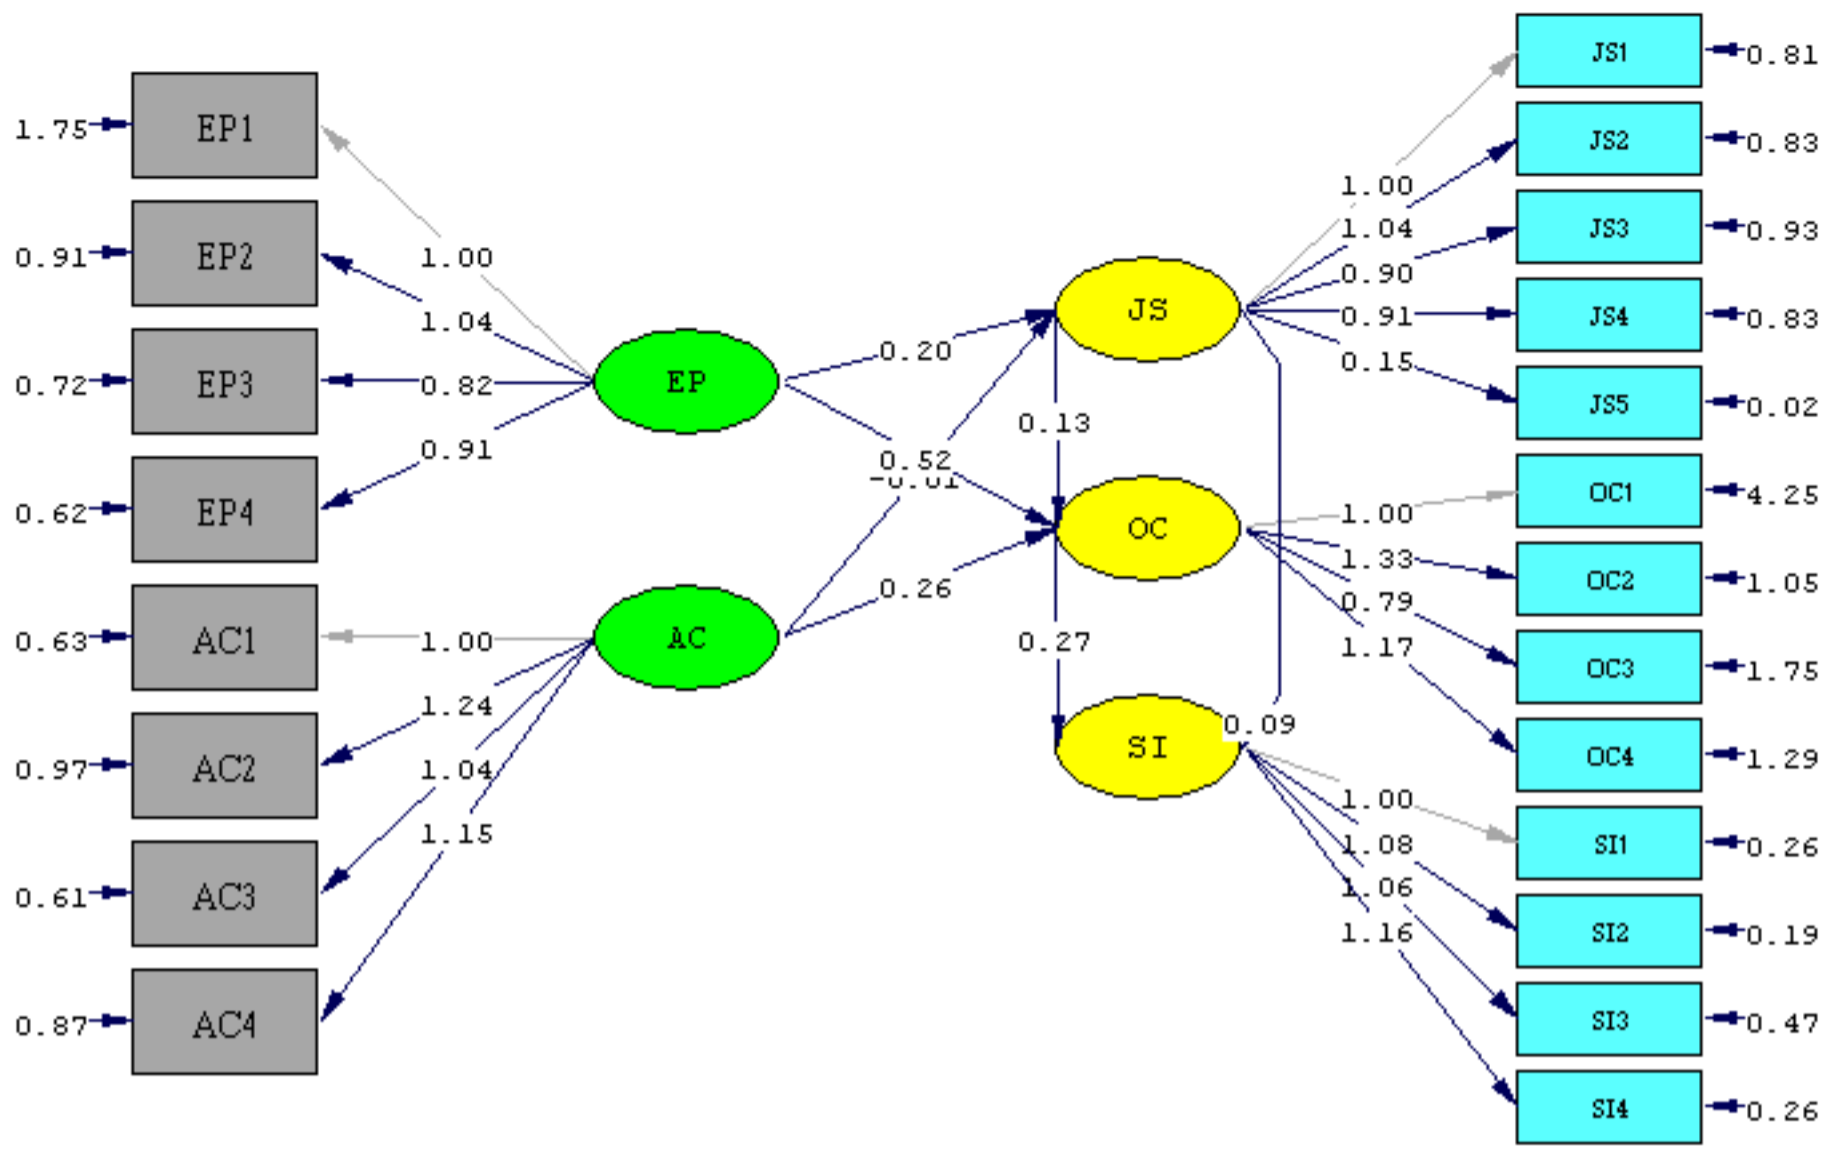 1.75 EP1
0.91 EP2
0.72 EP3
0.62 EP4
0.63 AC1
0.97 AC2
0.61 AC3
0.87 AC4
1.00
1.04
0.82
0.91
1.00
1.24
1.04
1.15
EP
AC
0.20
0.52
0.26
JS
0.13
OC
0.27
SI
0.09
1.00
1.04
0.90
0.91
0.15
1.00
1.33
0.79
1.17
1.00
1.08
1.06
1.16
JS1 0.81
JS2 0.83
JS3 0.93
JS4 0.83
JS5 0.02
OC1 4.25
OC2 1.05
OC3 1.75
OC4 1.29
SI1 0.26
SI2 0.19
SI3 0.47
SI4 0.26